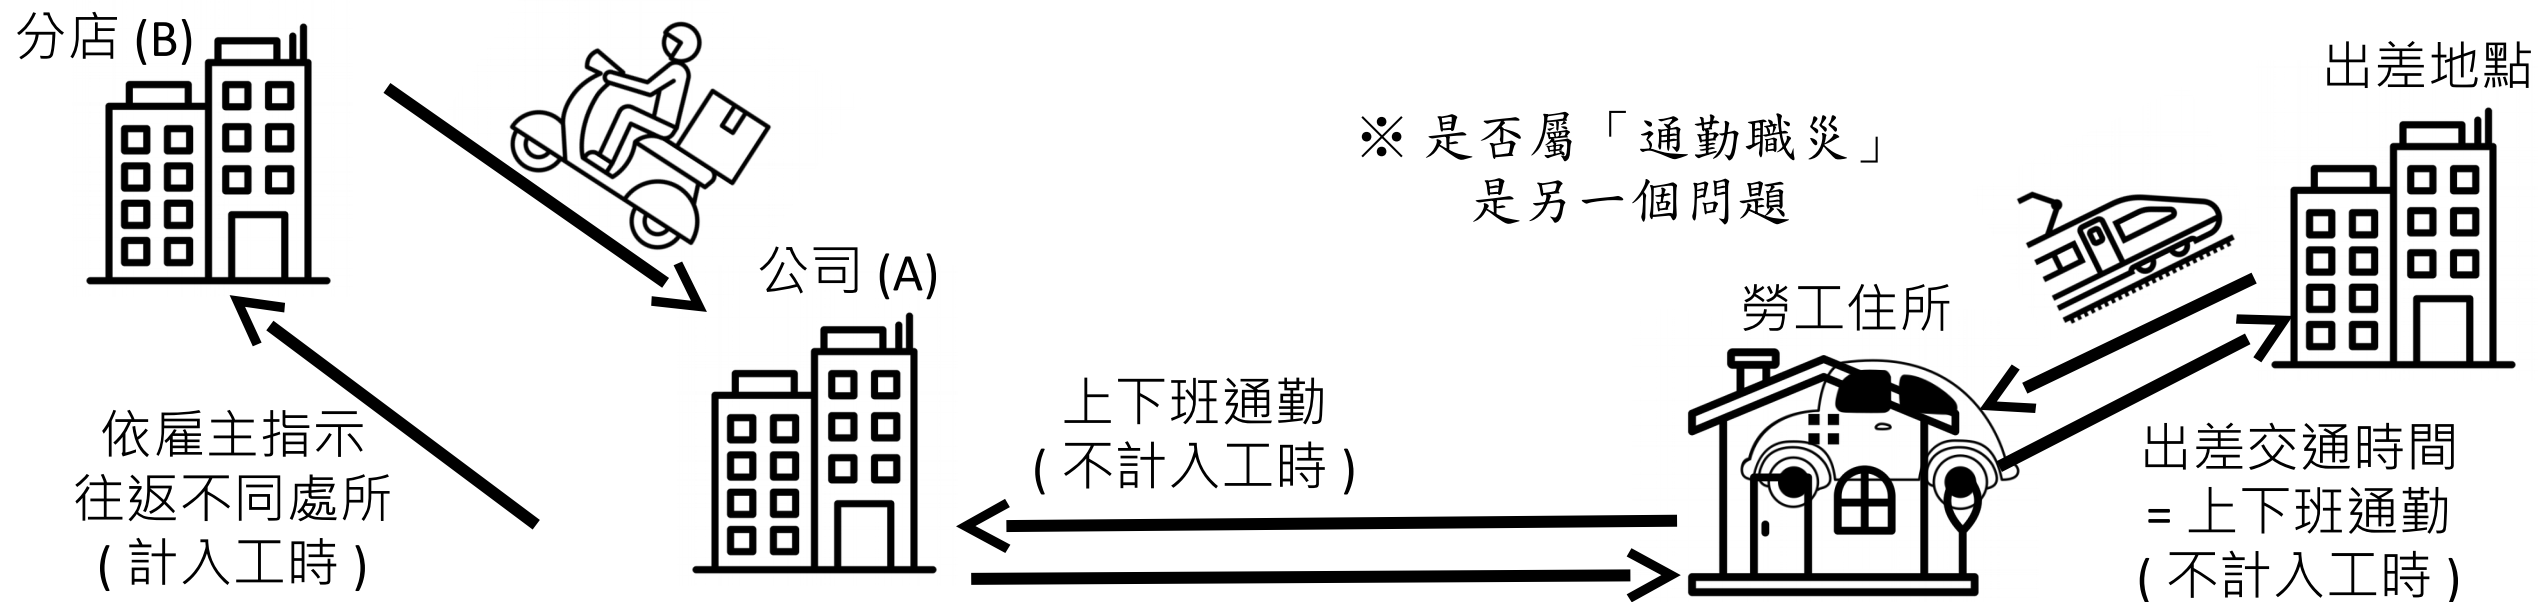 分店 (B)
公司 (A)
依雇主指示
往返不同處所
( 計入工時 )
上下班通勤
( 不計入工時 )
※ 是否屬「通勤職災」
是另一個問題
勞工住所
出差地點
出差交通時間
= 上下班通勤
( 不計入工時 )